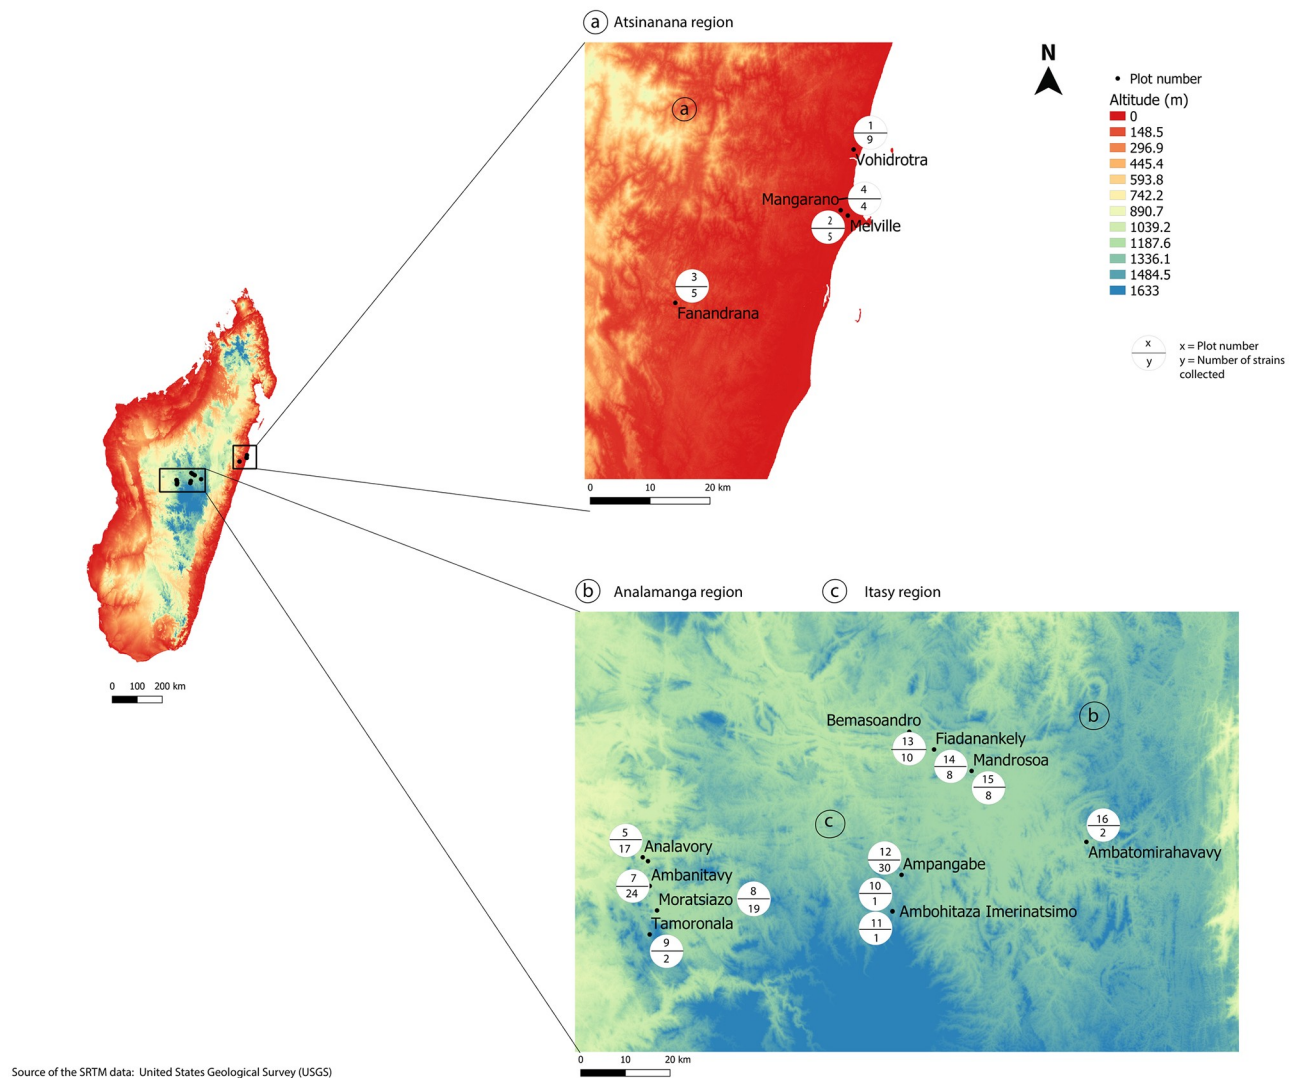 a Atsinanana region
a
1
9
Vohidrotra
4
4
Mangarano
2
5
Melville
3
5
Fanandrana
0 10 20 km
N
Plot number
Altitude (m)
0
148.5
296.9
445.4
593.8
742.2
890.7
1039.2
1187.6
1336.1
1484.5
1633
x
y
x = Plot number
y = Number of strains
collected
0 100 200 km
b Analamanga region
c Itasy region
b
Bemasoandro
13
10
Fiadanankely
14
8
Mandrosoa
15
8
c
16
2
Ambatomirahavavy
5
17
Analavory
7
24
Ambanitavy
Moratsiazo
8
19
Tamoronala
9
2
12
30
Ampangabe
10
1
Ambohitaza Imerinatsimo
11
1
0 10 20 km
Source of the SRTM data: United States Geological Survey (USGS)